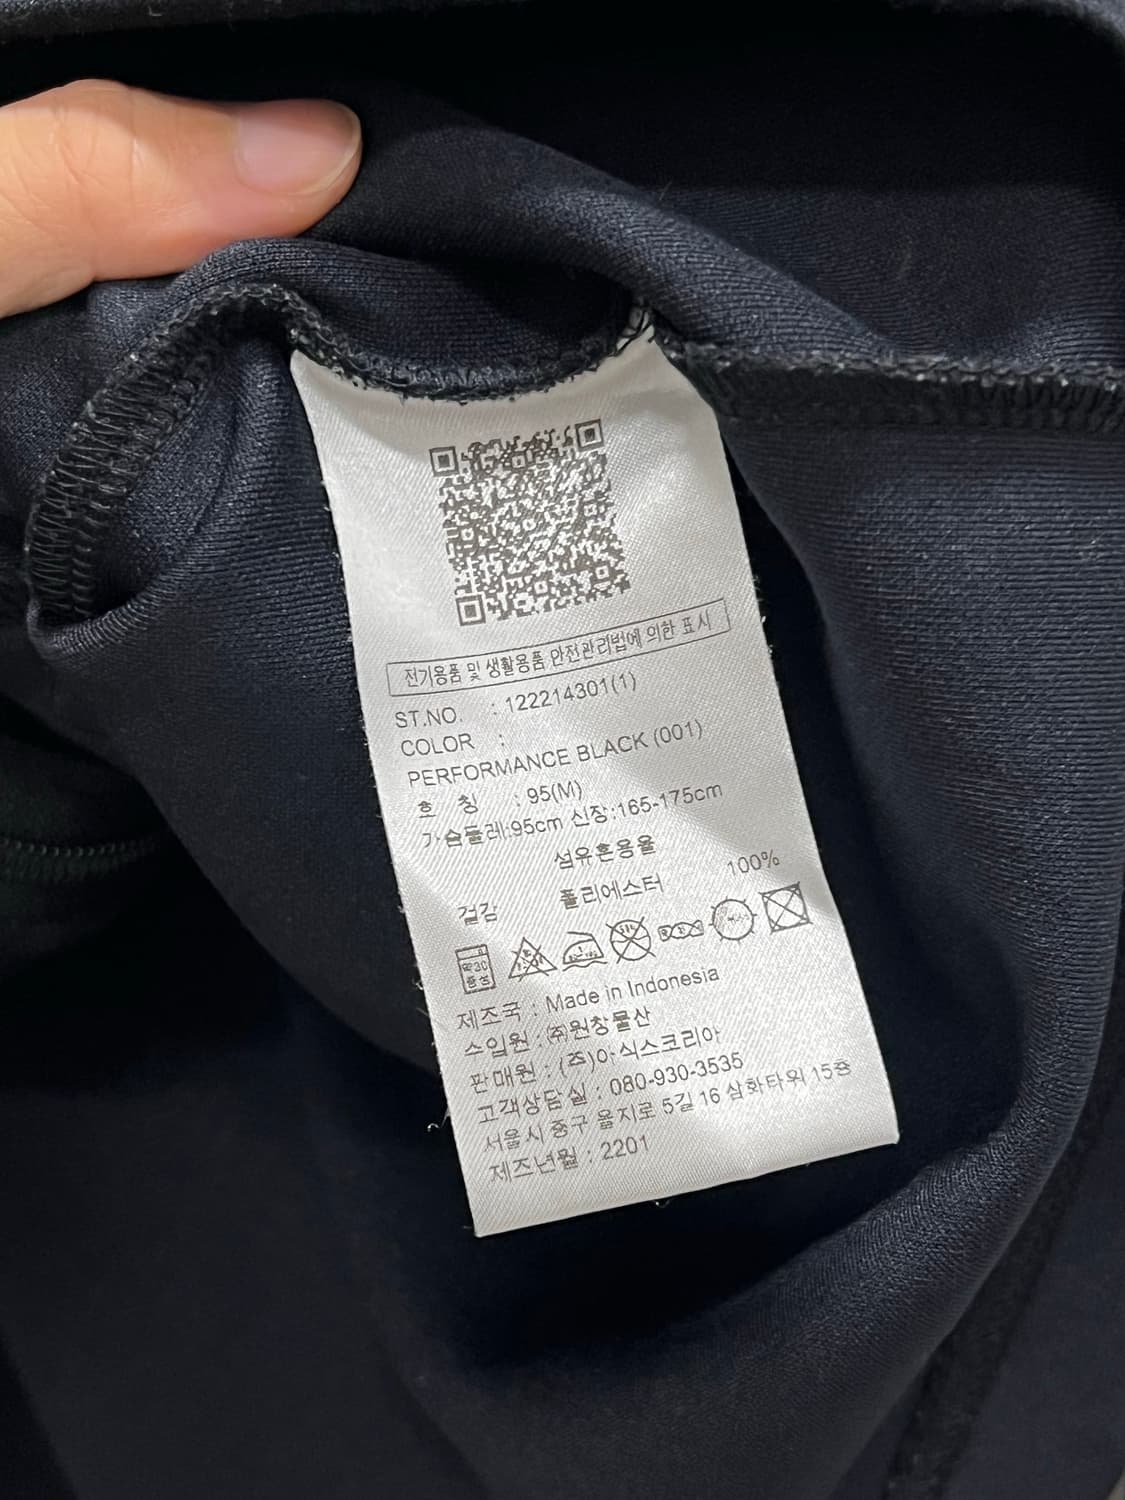 전기용품 및 생활용품 안전관리법에 의한 표시
ST.NO. : 122214301(1)
COLOR :
PERFORMANCE BLACK (001)
호 칭 : 95(M)
가슴둘레:95cm 신장:165-175cm
섬유혼용율
겉감 폴리에스터 100%
약30
중성
제조국 : Made in Indonesia
수입원 : (주)원창물산
판매원 : (주)아식스코리아
고객상담실 : 080-930-3535
서울시 중구 을지로 5길 16 삼화타워 15층
제조년월 : 2201